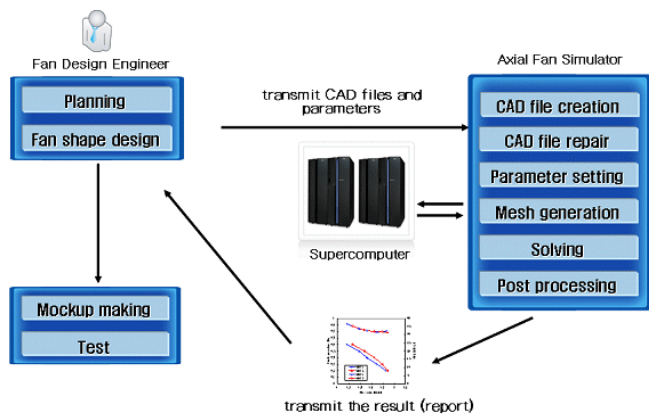 Fan Design Engineer
Planning
Fan shape design
Mockup making
Test
transmit CAD files and
parameters
Supercomputer
Axial Fan Simulator
CAD file creation
CAD file repair
Parameter setting
Mesh generation
Solving
Post processing
transmit the result (report)